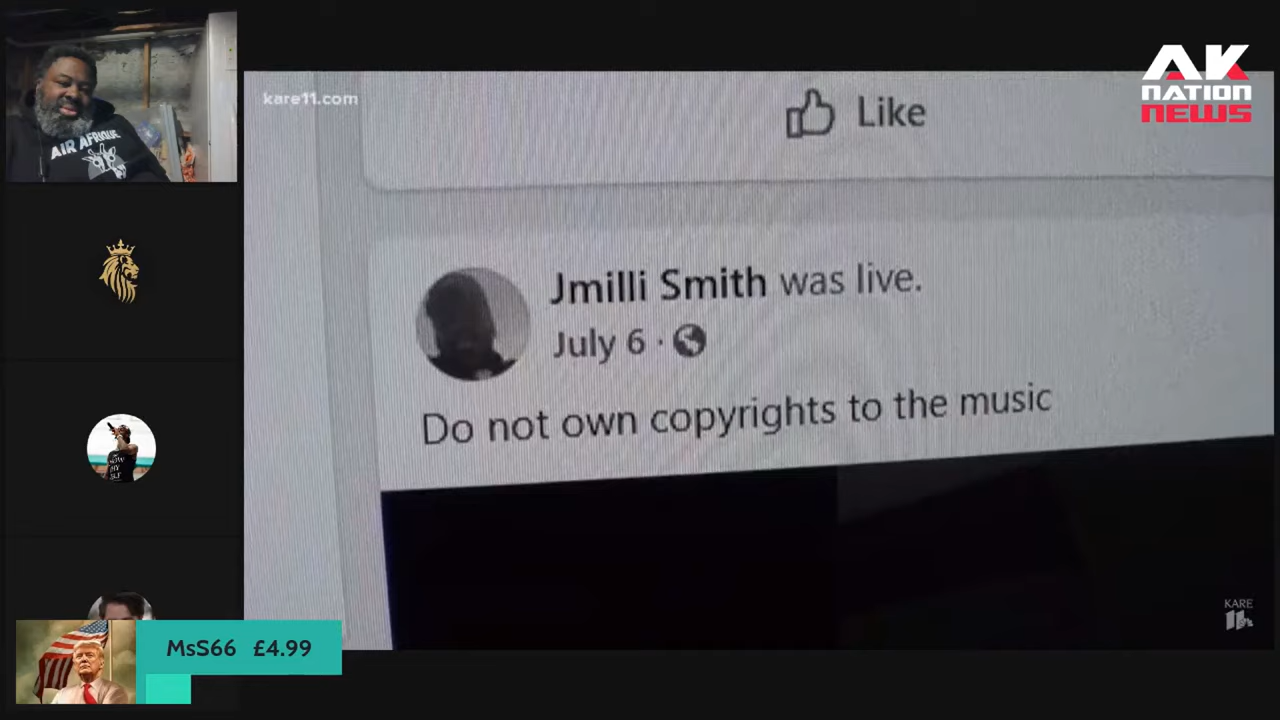 AK
NATION
NEWS
kare11.com
Like
AIR AFRIQUE
Jmilli Smith was live.
July 6 ·
Do not own copyrights to the music
KARE
11
MsS66 £4.99